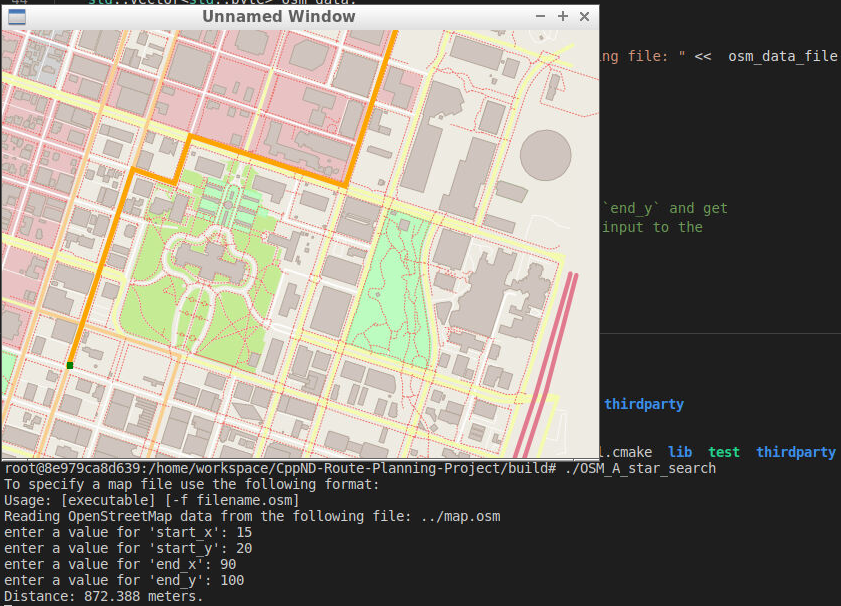 44 std::vector<std::byte> osm_data;
Unnamed Window
ng file: " << osm_data_file
`end_y` and get
input to the
thirdparty
.cmake lib test thirdparty
root@8e979ca8d639:/home/workspace/CppND-Route-Planning-Project/build# ./OSM_A_star_search
To specify a map file use the following format:
Usage: [executable] [-f filename.osm]
Reading OpenStreetMap data from the following file: ../map.osm
enter a value for 'start_x': 15
enter a value for 'start_y': 20
enter a value for 'end_x': 90
enter a value for 'end_y': 100
Distance: 872.388 meters.